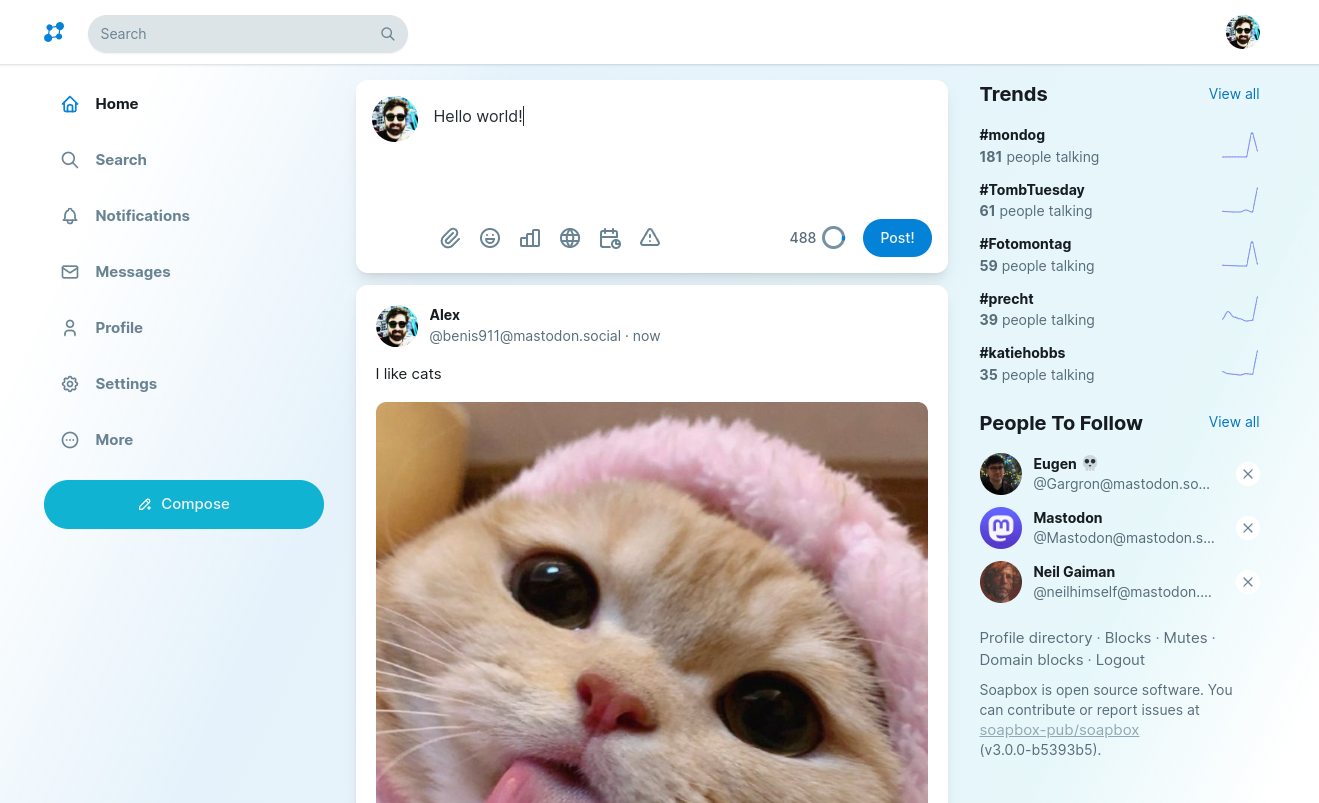 Search
Home
Search
Notifications
Messages
Profile
Settings
More
Compose
Hello world!
488
Post!
Alex
@benis911@mastodon.social · now
I like cats
Trends
View all
#mondog
181 people talking
#TombTuesday
61 people talking
#Fotomontag
59 people talking
#precht
39 people talking
#katiehobbs
35 people talking
People To Follow
View all
Eugen 💀
@Gargron@mastodon.so...
Mastodon
@Mastodon@mastodon.s...
Neil Gaiman
@neilhimself@mastodon....
Profile directory · Blocks · Mutes ·
Domain blocks · Logout
Soapbox is open source software. You
can contribute or report issues at
soapbox-pub/soapbox
(v3.0.0-b5393b5).